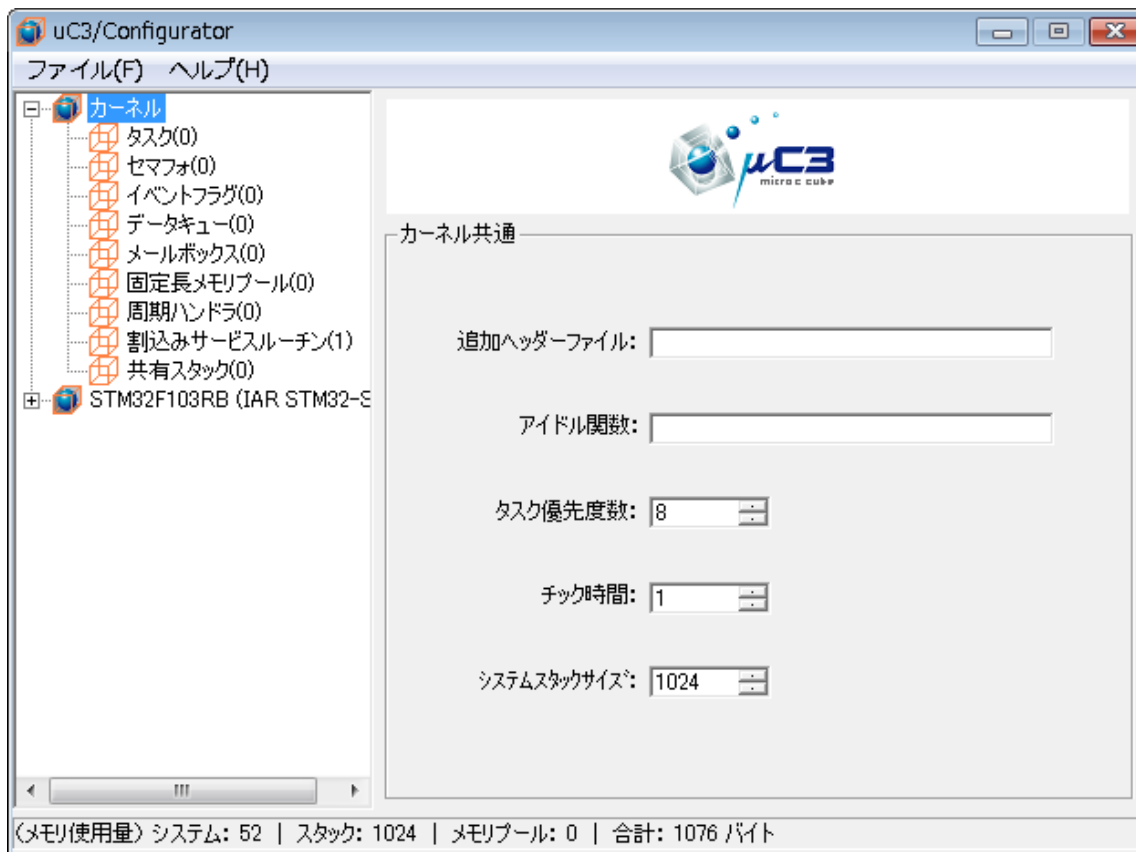 uC3/Configurator
ファイル(F) ヘルプ(H)
カーネル
タスク(0)
セマフォ(0)
イベントフラグ(0)
データキュー(0)
メールボックス(0)
固定長メモリプール(0)
周期ハンドラ(0)
割込みサービスルーチン(1)
共有スタック(0)
STM32F103RB (IAR STM32-S
μC3
micro c cube
カーネル共通
追加ヘッダーファイル:
アイドル関数:
タスク優先度数: 8
チック時間: 1
システムスタックサイズ: 1024
(メモリ使用量) システム: 52 | スタック: 1024 | メモリプール: 0 | 合計: 1076 バイト